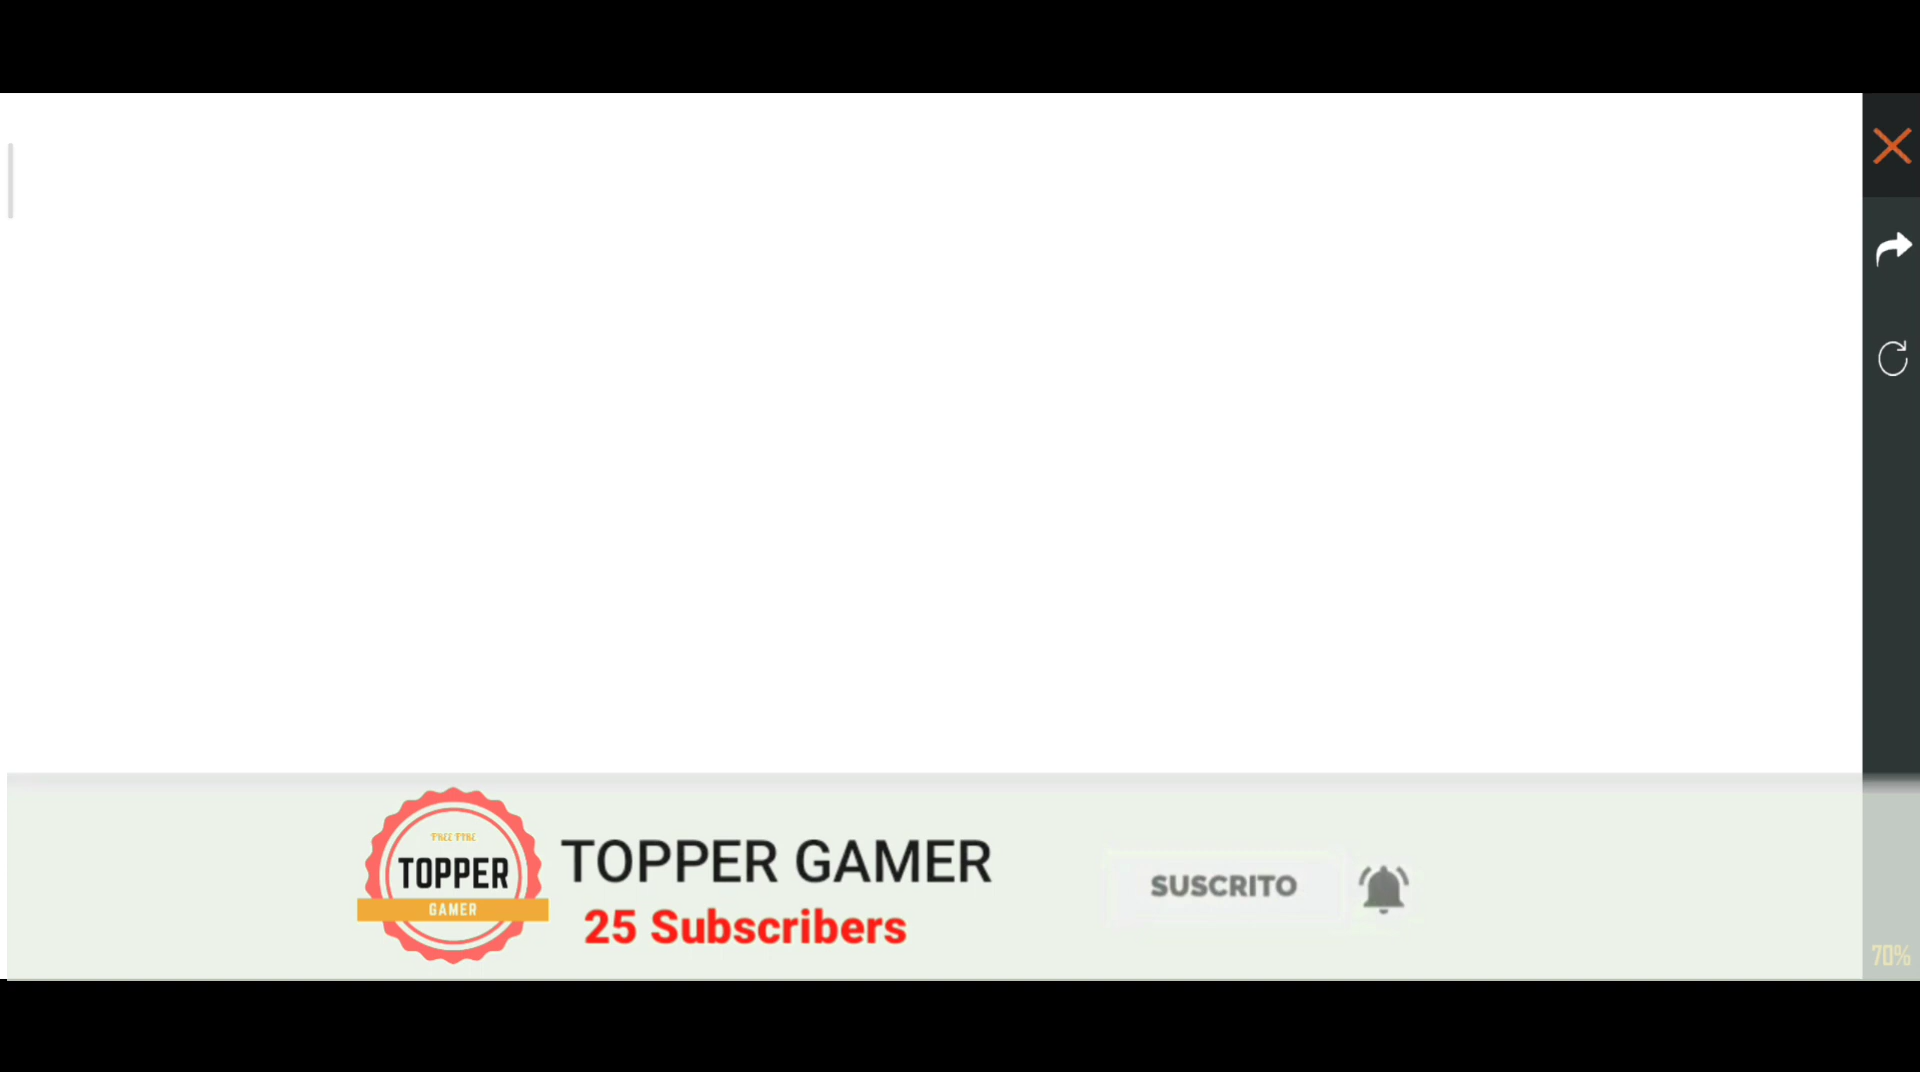 FREE FIRE
TOPPER
GAMER
TOPPER GAMER
25 Subscribers
SUSCRITO
70%